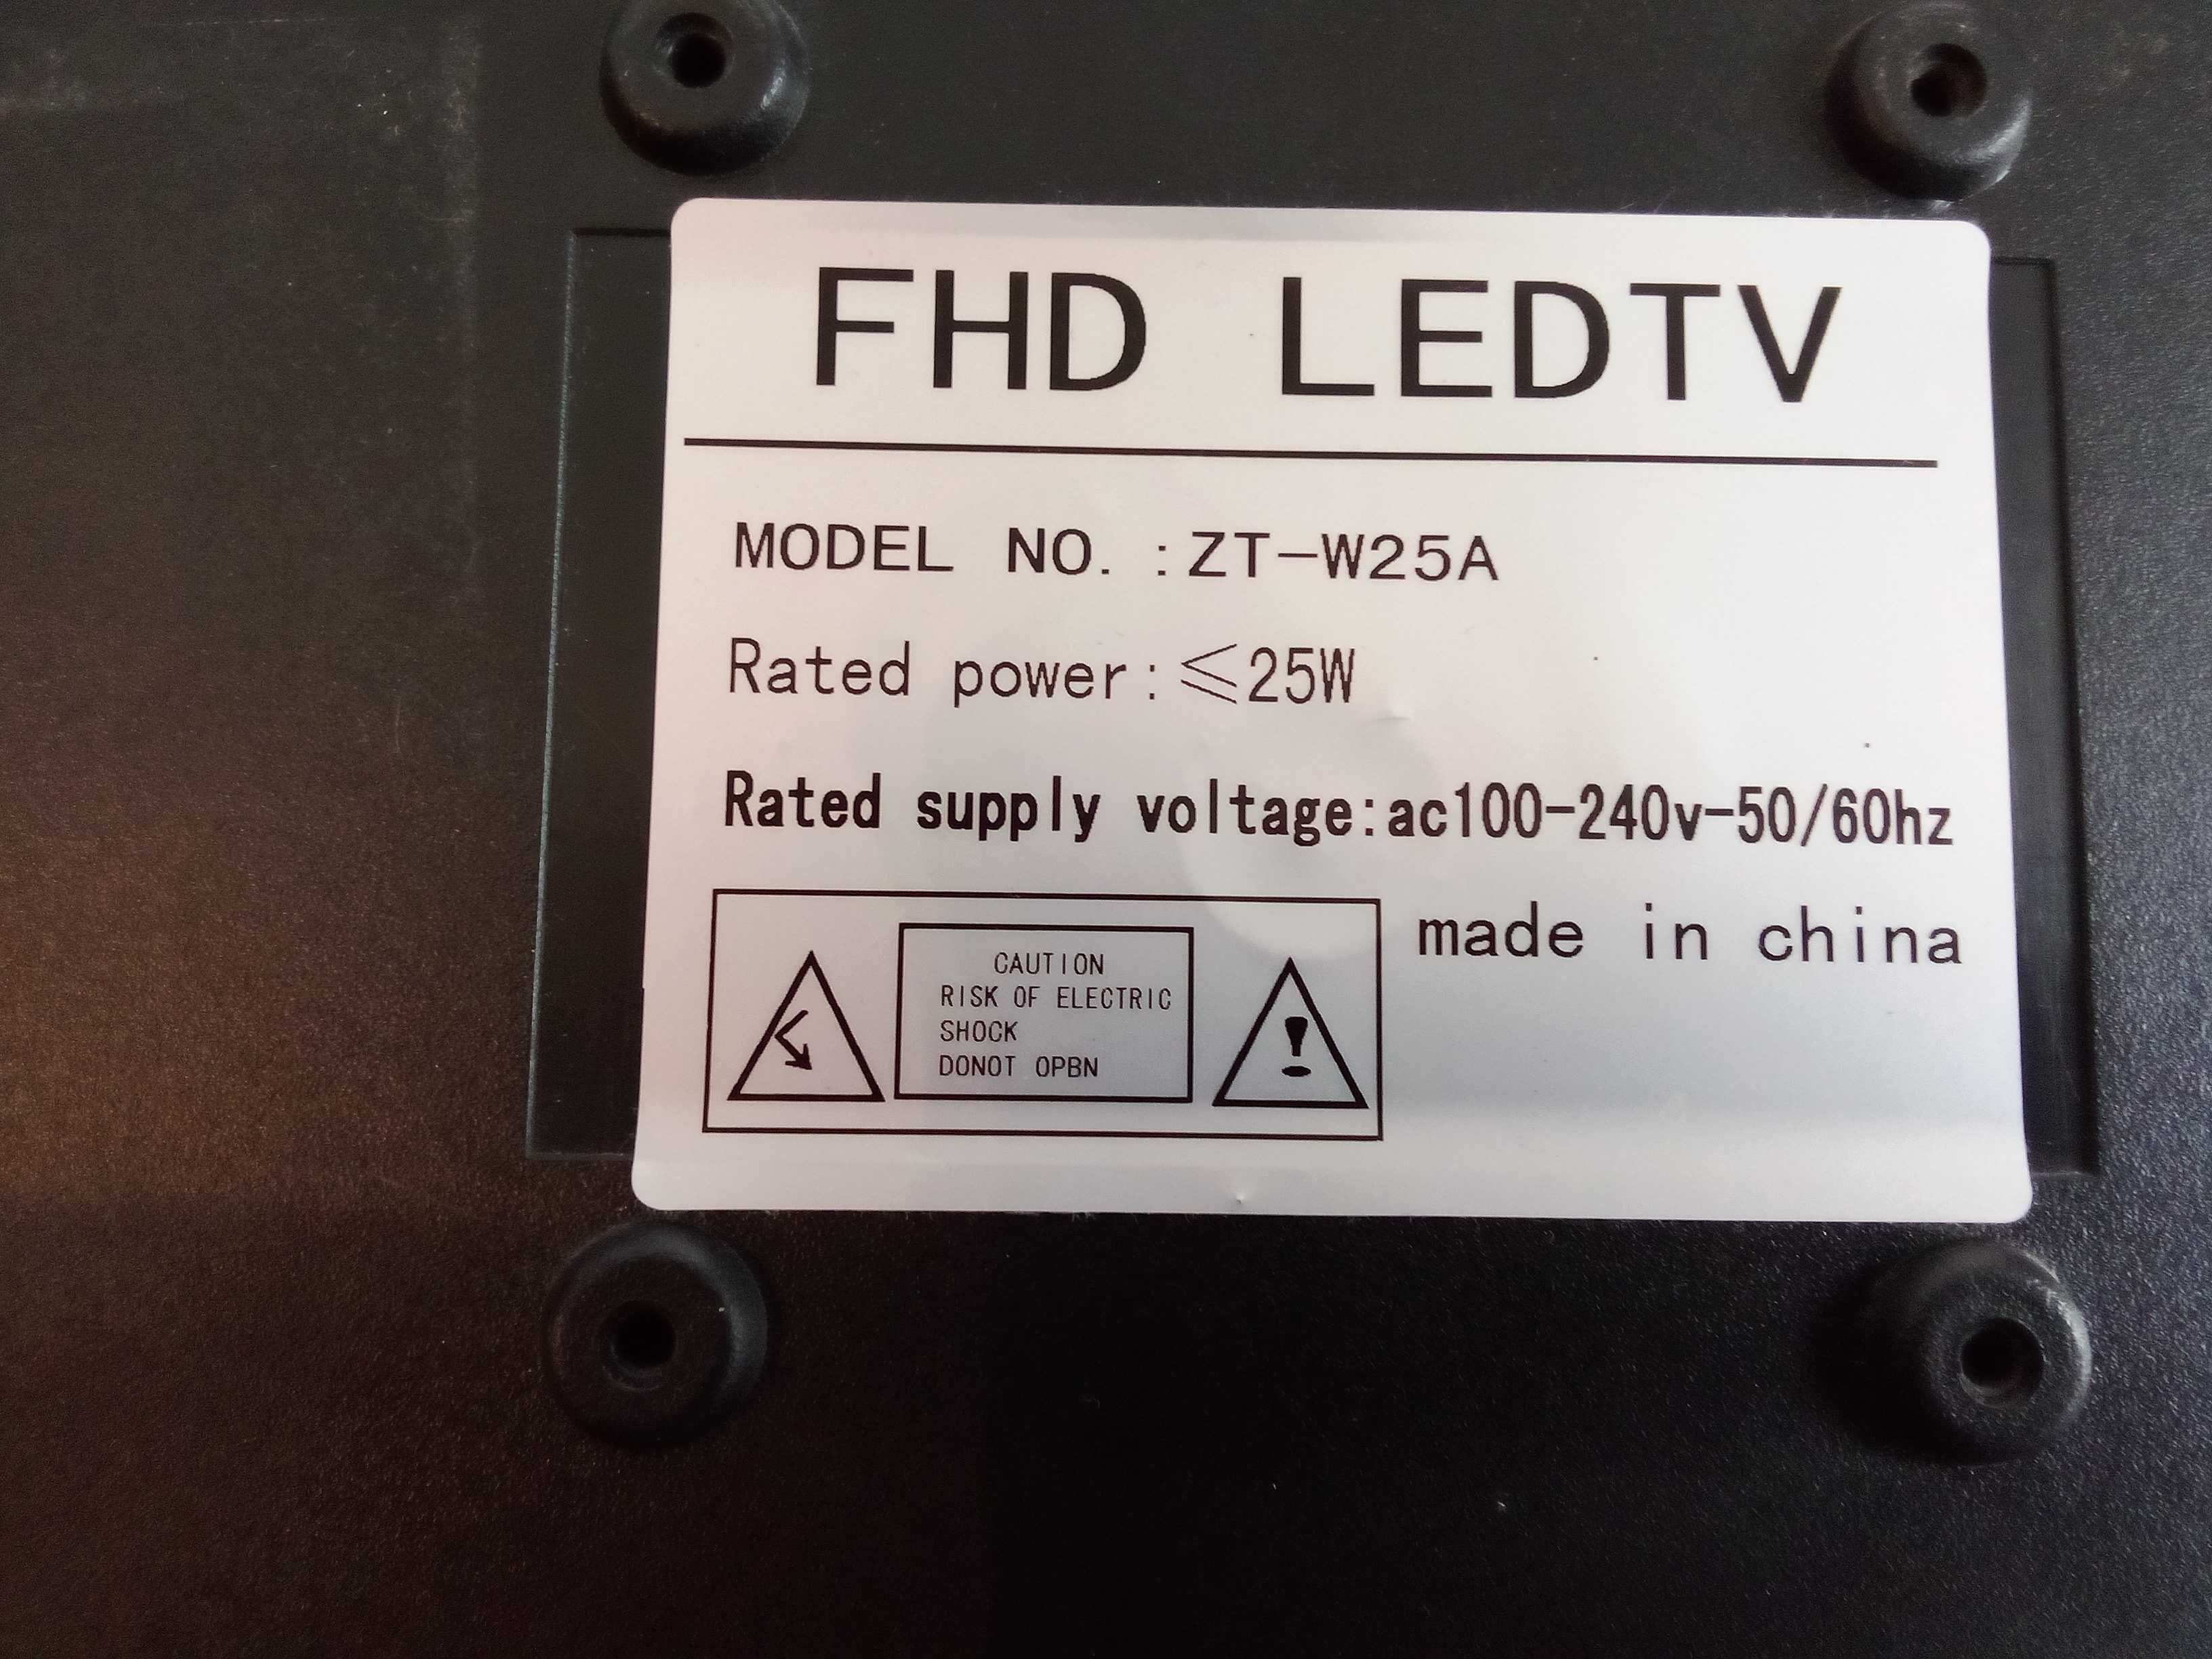 FHD LEDTV
MODEL NO. :ZT-W25A
Rated power:≤25W
Rated supply voltage:ac100-240v-50/60hz
made in china
CAUTION
RISK OF ELECTRIC
SHOCK
DONOT OPBN